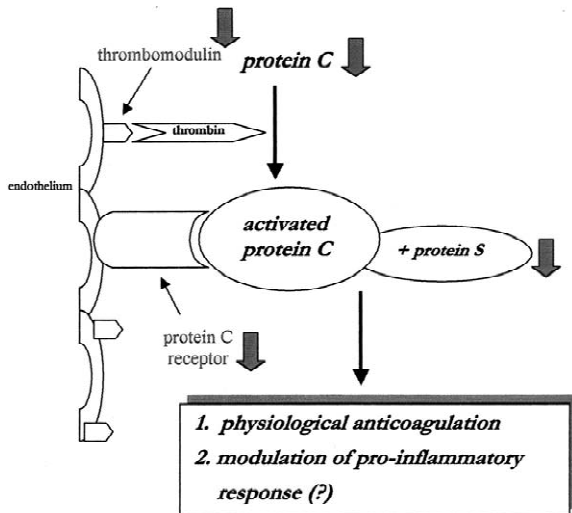 thrombomodulin
protein C
thrombin
endothelium
activated
protein C
+ protein S
protein C
receptor
1. physiological anticoagulation
2. modulation of pro-inflammatory
response (?)